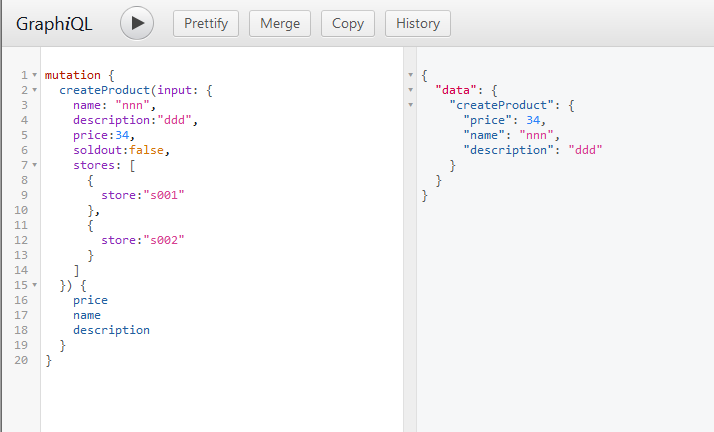 GraphiQL
Prettify
Merge
Copy
History
1 mutation {
2 createProduct(input: {
3 name: "nnn",
4 description:"ddd",
5 price:34,
6 soldout:false,
7 stores: [
8 {
9 store:"s001"
10 },
11 {
12 store:"s002"
13 }
14 ]
15 }) {
16 price
17 name
18 description
19 }
20 }
{
"data": {
"createProduct": {
"price": 34,
"name": "nnn",
"description": "ddd"
}
}
}